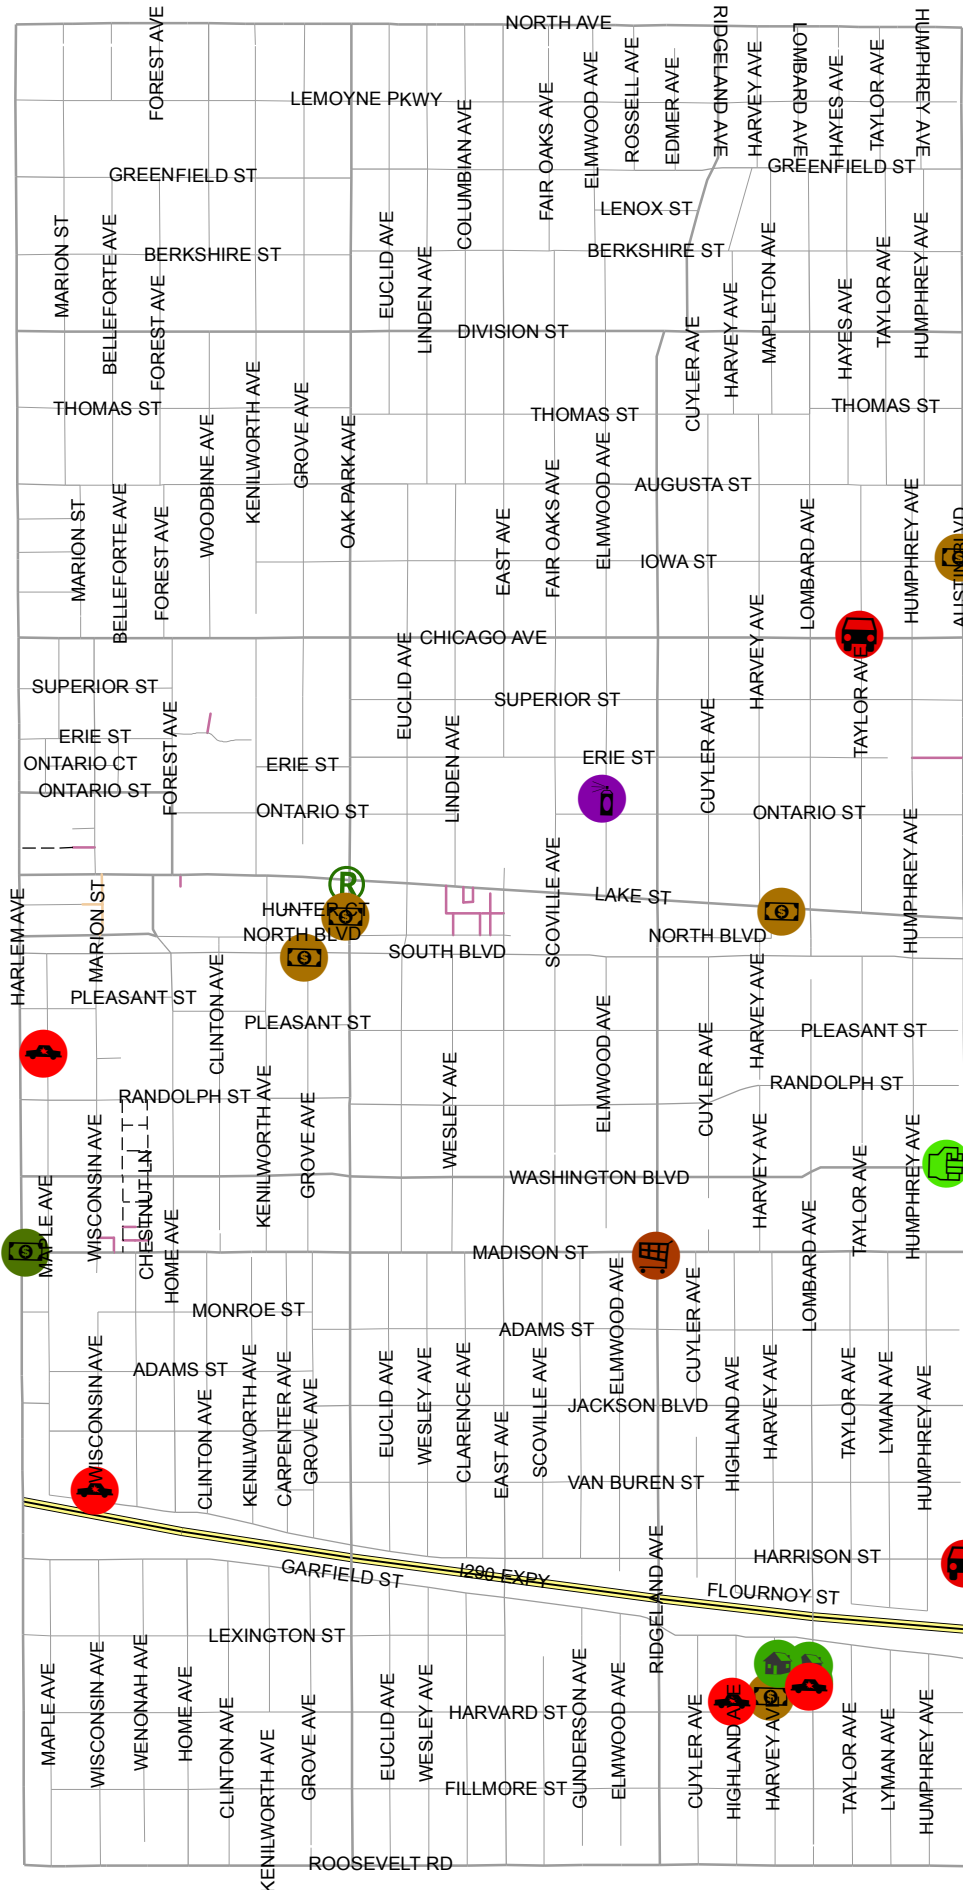 NORTH AVE
FOREST AVE
LEMOYNE PKWY
COLUMBIAN AVE
FAIR OAKS AVE
ELMWOOD AVE
ROSSELL AVE
EDMER AVE
RIDGELAND AVE
HARVEY AVE
LOMBARD AVE
HAYES AVE
TAYLOR AVE
HUMPHREY AVE
GREENFIELD ST
GREENFIELD ST
LENOX ST
MARION ST
BELLEFORTE AVE
BERKSHIRE ST
FOREST AVE
EUCLID AVE
LINDEN AVE
BERKSHIRE ST
MAPLETON AVE
HARVEY AVE
HAYES AVE
TAYLOR AVE
HUMPHREY AVE
DIVISION ST
CUYLER AVE
THOMAS ST
THOMAS ST
THOMAS ST
WOODBINE AVE
KENILWORTH AVE
GROVE AVE
OAK PARK AVE
AUGUSTA ST
MARION ST
BELLEFORTE AVE
FOREST AVE
EAST AVE
FAIR OAKS AVE
ELMWOOD AVE
IOWA ST
LOMBARD AVE
HUMPHREY AVE
AUSTIN BLVD
CHICAGO AVE
EUCLID AVE
HARVEY AVE
TAYLOR AVE
SUPERIOR ST
SUPERIOR ST
ERIE ST
ONTARIO CT
ONTARIO ST
FOREST AVE
ERIE ST
ONTARIO ST
LINDEN AVE
ERIE ST
CUYLER AVE
ONTARIO ST
R
HARLEM AVE
MARION ST
HUNTER CT
NORTH BLVD
LAKE ST
SCOVILLE AVE
SOUTH BLVD
NORTH BLVD
HUMPHREY AVE
PLEASANT ST
CLINTON AVE
PLEASANT ST
ELMWOOD AVE
CUYLER AVE
HARVEY AVE
PLEASANT ST
RANDOLPH ST
RANDOLPH ST
KENILWORTH AVE
GROVE AVE
WESLEY AVE
WISCONSIN AVE
CHESTNUT LN
WASHINGTON BLVD
HARVEY AVE
TAYLOR AVE
HUMPHREY AVE
MAPLE AVE
HOME AVE
MADISON ST
LOMBARD AVE
MONROE ST
ADAMS ST
ELMWOOD AVE
CUYLER AVE
ADAMS ST
WISCONSIN AVE
CLINTON AVE
KENILWORTH AVE
CARPENTER AVE
GROVE AVE
EUCLID AVE
WESLEY AVE
CLARENCE AVE
EAST AVE
SCOVILLE AVE
JACKSON BLVD
HIGHLAND AVE
HARVEY AVE
TAYLOR AVE
LYMAN AVE
HUMPHREY AVE
VAN BUREN ST
HARRISON ST
GARFIELD ST
I290 EXPY
RIDGELAND AVE
FLOURNOY ST
LEXINGTON ST
MAPLE AVE
WISCONSIN AVE
WENONAH AVE
HOME AVE
CLINTON AVE
KENILWORTH AVE
GROVE AVE
EUCLID AVE
WESLEY AVE
HARVARD ST
GUNDERSON AVE
ELMWOOD AVE
CUYLER AVE
HIGHLAND AVE
HARVEY AVE
TAYLOR AVE
LYMAN AVE
HUMPHREY AVE
FILLMORE ST
ROOSEVELT RD